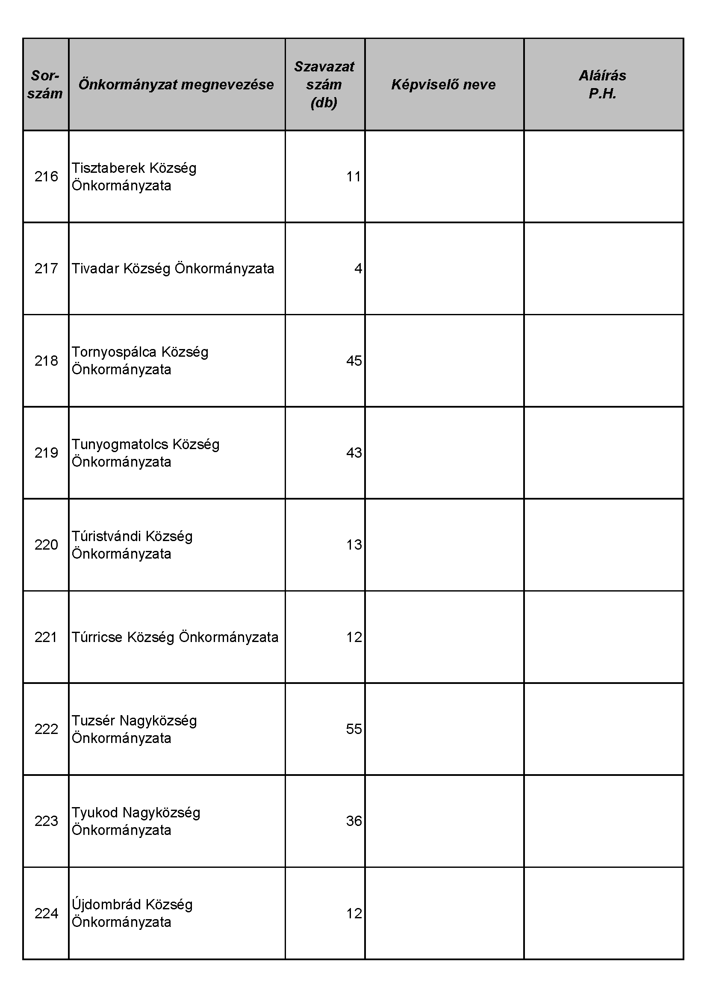 Sor-
szám
Önkormányzat megnevezése
Szavazat
szám
(db)
Képviselő neve
Aláírás
P.H.
216
Tisztaberek Község
Önkormányzata
11
217
Tivadar Község Önkormányzata
4
218
Tornyospálca Község
Önkormányzata
45
219
Tunyogmatolcs Község
Önkormányzata
43
220
Túristvándi Község
Önkormányzata
13
221
Túrricse Község Önkormányzata
12
222
Tuzsér Nagyközség
Önkormányzata
55
223
Tyukod Nagyközség
Önkormányzata
36
224
Újdombrád Község
Önkormányzata
12